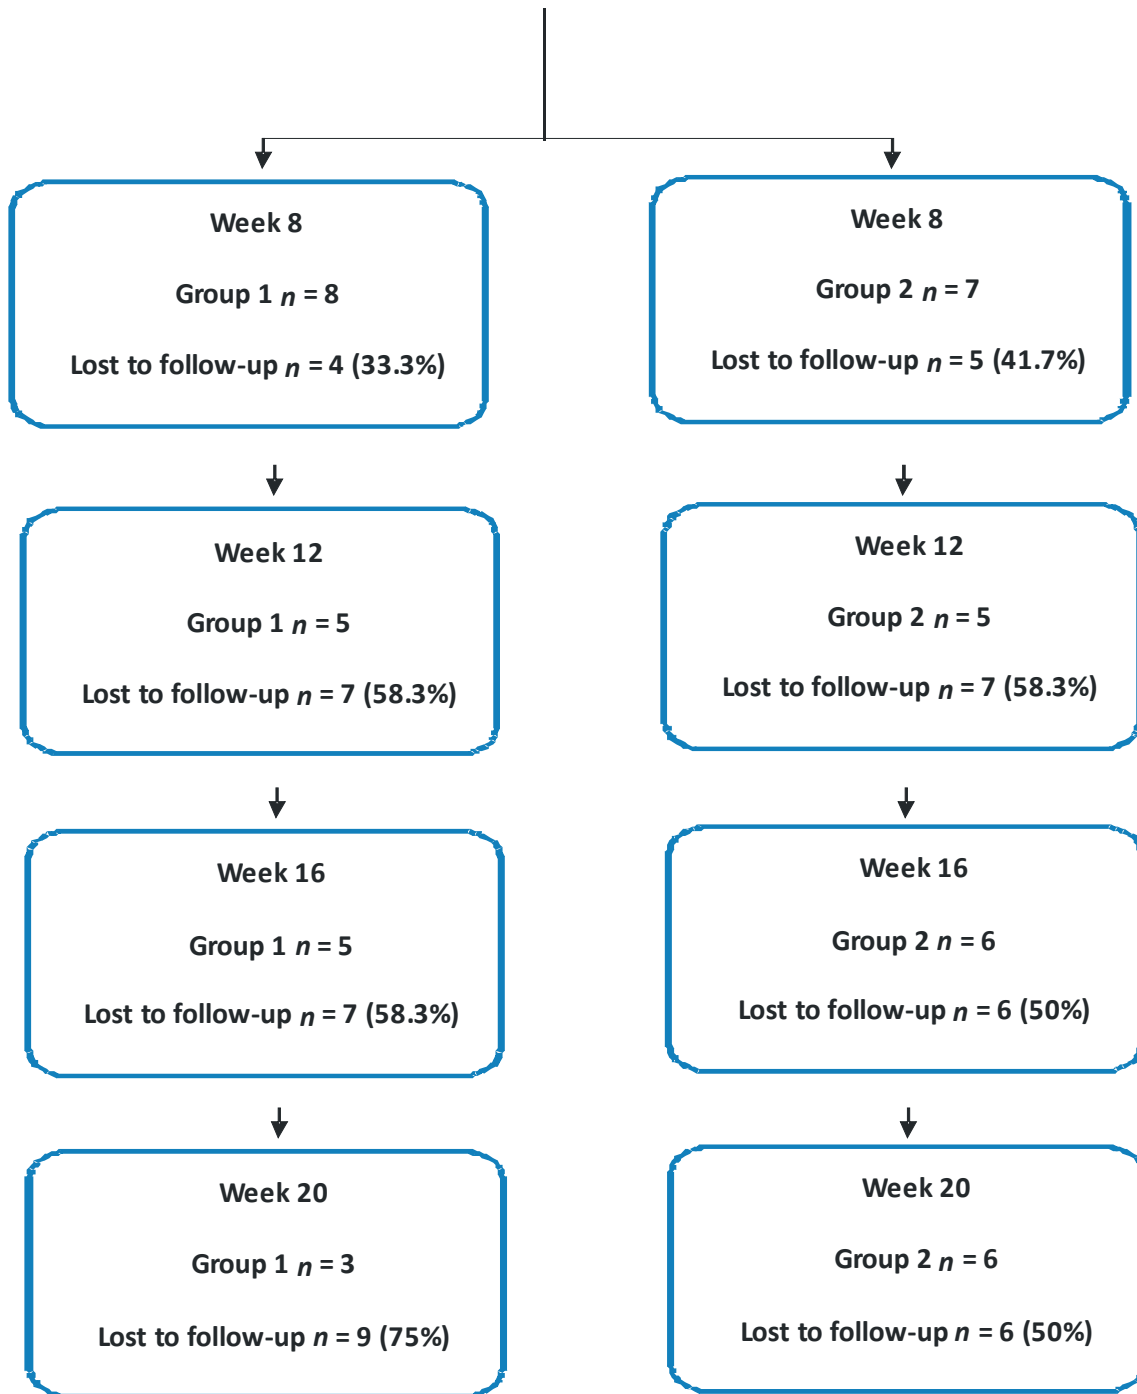 Week 8
Group 1 n = 8
Lost to follow-up n = 4 (33.3%)
Week 8
Group 2 n = 7
Lost to follow-up n = 5 (41.7%)
Week 12
Group 1 n = 5
Lost to follow-up n = 7 (58.3%)
Week 12
Group 2 n = 5
Lost to follow-up n = 7 (58.3%)
Week 16
Group 1 n = 5
Lost to follow-up n = 7 (58.3%)
Week 16
Group 2 n = 6
Lost to follow-up n = 6 (50%)
Week 20
Group 1 n = 3
Lost to follow-up n = 9 (75%)
Week 20
Group 2 n = 6
Lost to follow-up n = 6 (50%)